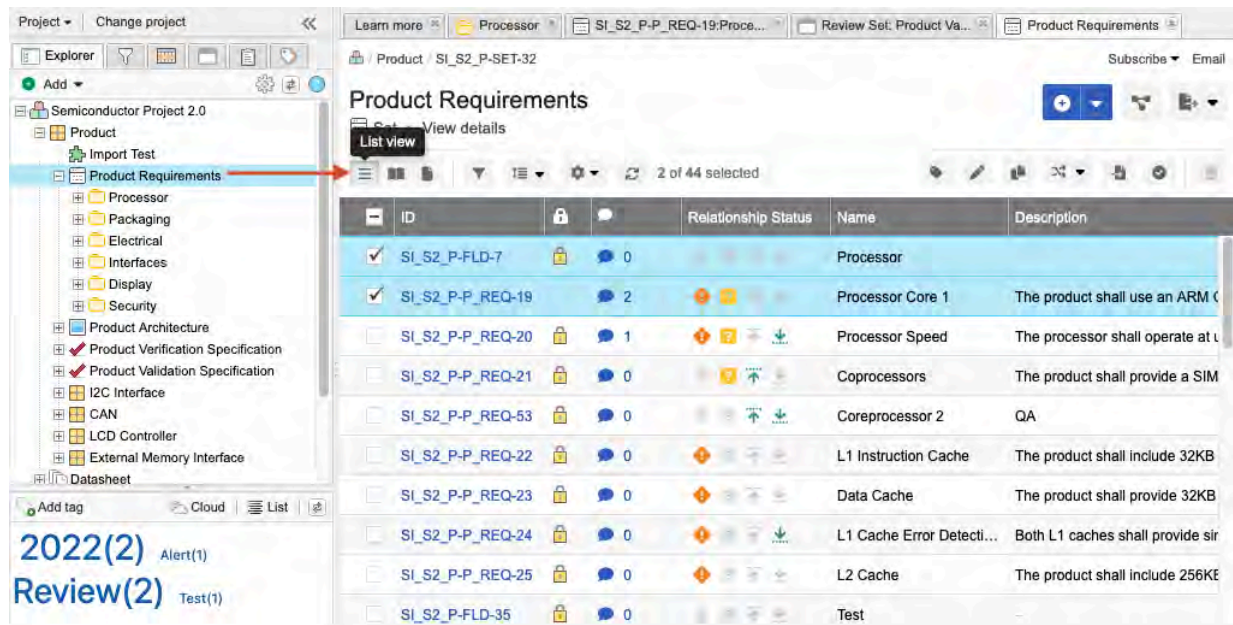 Project Change project
Learn more Processor SI_S2_P-P_REQ-19:Proce... Review Set: Product Va... Product Requirements
Explorer
Add
Product / SI_S2_P-SET-32 Subscribe Email
Semiconductor Project 2.0
Product
Import Test
Product Requirements
Processor
Packaging
Electrical
Interfaces
Display
Security
Product Architecture
Product Verification Specification
Product Validation Specification
I2C Interface
CAN
LCD Controller
External Memory Interface
Datasheet
Add tag Cloud List
2022(2) Alert(1)
Review(2) Test(1)
Product Requirements
View details
List view
2 of 44 selected
ID Relationship Status Name Description
SI_S2_P-FLD-7 0 Processor
SI_S2_P-P_REQ-19 2 Processor Core 1 The product shall use an ARM
SI_S2_P-P_REQ-20 1 Processor Speed The processor shall operate at
SI_S2_P-P_REQ-21 0 Coprocessors The product shall provide a SIM
SI_S2_P-P_REQ-53 0 Coreprocessor 2 QA
SI_S2_P-P_REQ-22 0 L1 Instruction Cache The product shall include 32KB
SI_S2_P-P_REQ-23 0 Data Cache The product shall provide 32KB
SI_S2_P-P_REQ-24 0 L1 Cache Error Detecti... Both L1 caches shall provide
SI_S2_P-P_REQ-25 0 L2 Cache The product shall include
SI_S2_P-FLD-35 0 Test